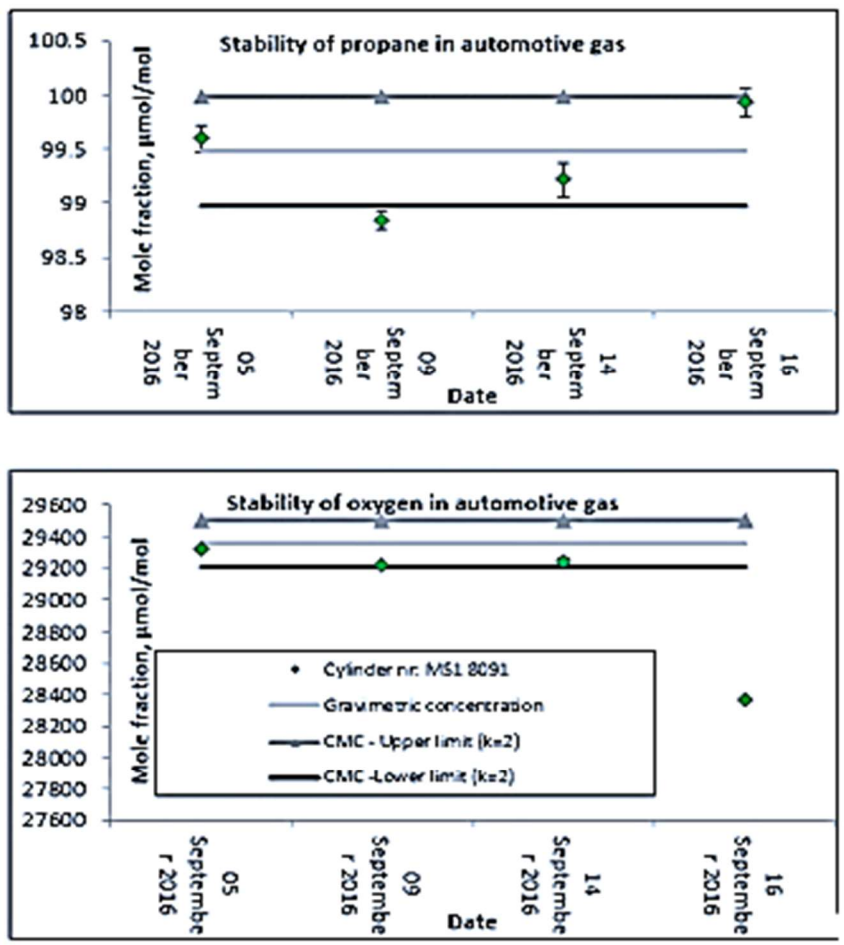 Stability of propane in automotive gas
Mole fraction, µmol/mol
100.5
100
99.5
99
98.5
98
05
Septem
ber
2016
09
Septem
ber
2016
14
Septem
ber
2016
16
Septem
ber
2016
Date
Stability of oxygen in automotive gas
Mole fraction, µmol/mol
29600
29400
29200
29000
28800
28600
28400
28200
28000
27800
27600
Cylinder nr: MS1 8091
Gravimetric concentration
CMC - Upper limit (k=2)
CMC -Lower limit (k=2)
05
Septembe
r 2016
09
Septembe
r 2016
14
Septembe
r 2016
16
Septembe
r 2016
Date